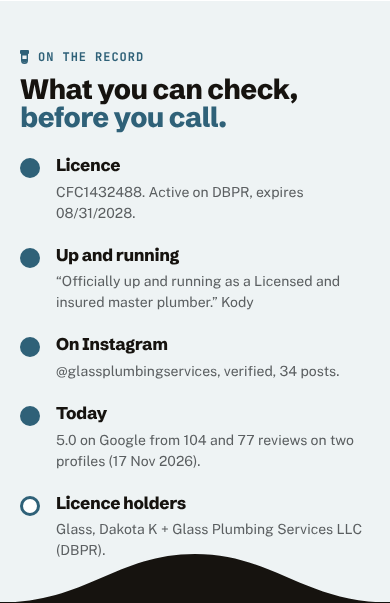 ON THE RECORD
What you can check,
before you call.
Licence
CFC1432488. Active on DBPR, expires
08/31/2028.
Up and running
“Officially up and running as a Licensed and
insured master plumber.” Kody
On Instagram
@glassplumbingservices, verified, 34 posts.
Today
5.0 on Google from 104 and 77 reviews on two
profiles (17 Nov 2026).
Licence holders
Glass, Dakota K + Glass Plumbing Services LLC
(DBPR).